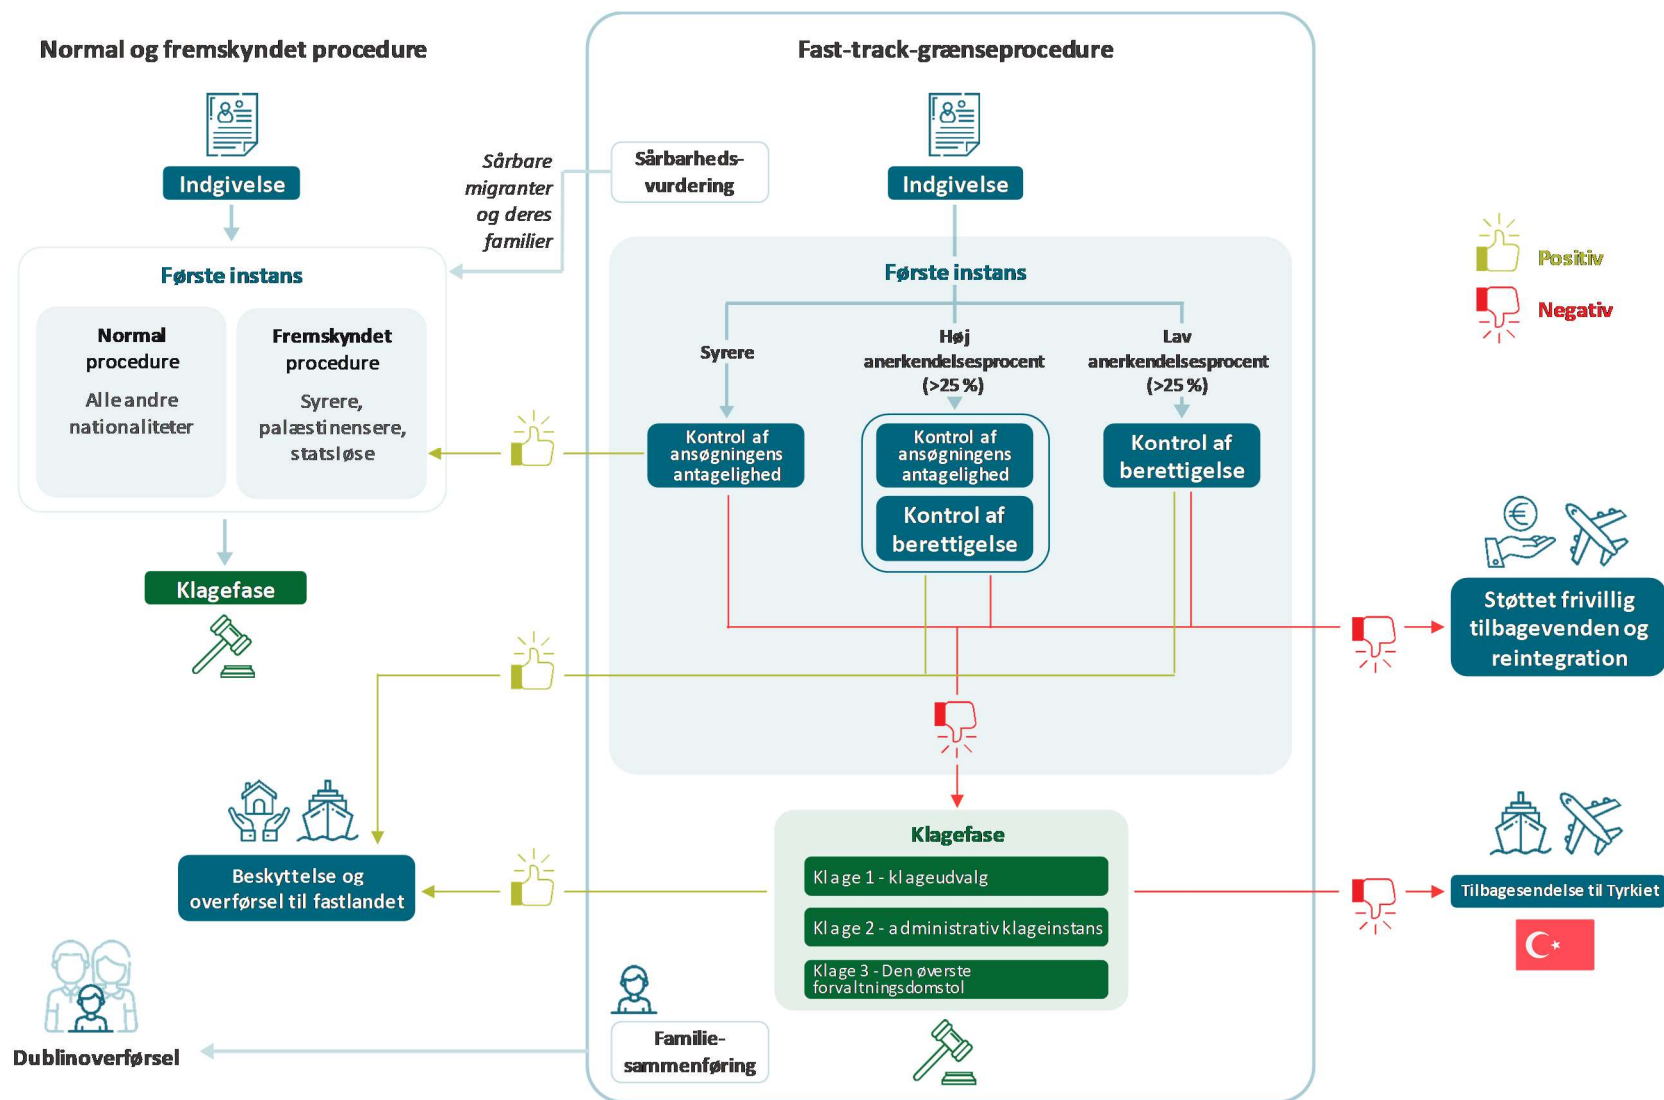 Normal og fremskyndet procedure
Fast-track-grænseprocedure
Indgivelse
Sårbare
migranter
og deres
familier
Sårbarheds-
vurdering
Indgivelse
Første instans
Normal
procedure
Alle andre
nationaliteter
Fremskyndet
procedure
Syrere,
palæstinensere,
statsløse
Klagefase
Første instans
Syrere
Høj
anerkendelsesprocent
(>25 %)
Lav
anerkendelsesprocent
(>25 %)
Kontrol af
ansøgningens
antagelighed
Kontrol af
ansøgningens
antagelighed
Kontrol af
berettigelse
Kontrol af
berettigelse
Positiv
Negativ
Støttet frivillig
tilbagevenden og
reintegration
Beskyttelse og
overførsel til fastlandet
Klagefase
Klage 1 - klageudvalg
Klage 2 - administrativ klageinstans
Klage 3 - Den øverste
forvaltningsdomstol
Tilbagesendelse til Tyrkiet
Dublinoverførsel
Familie-
sammenføring